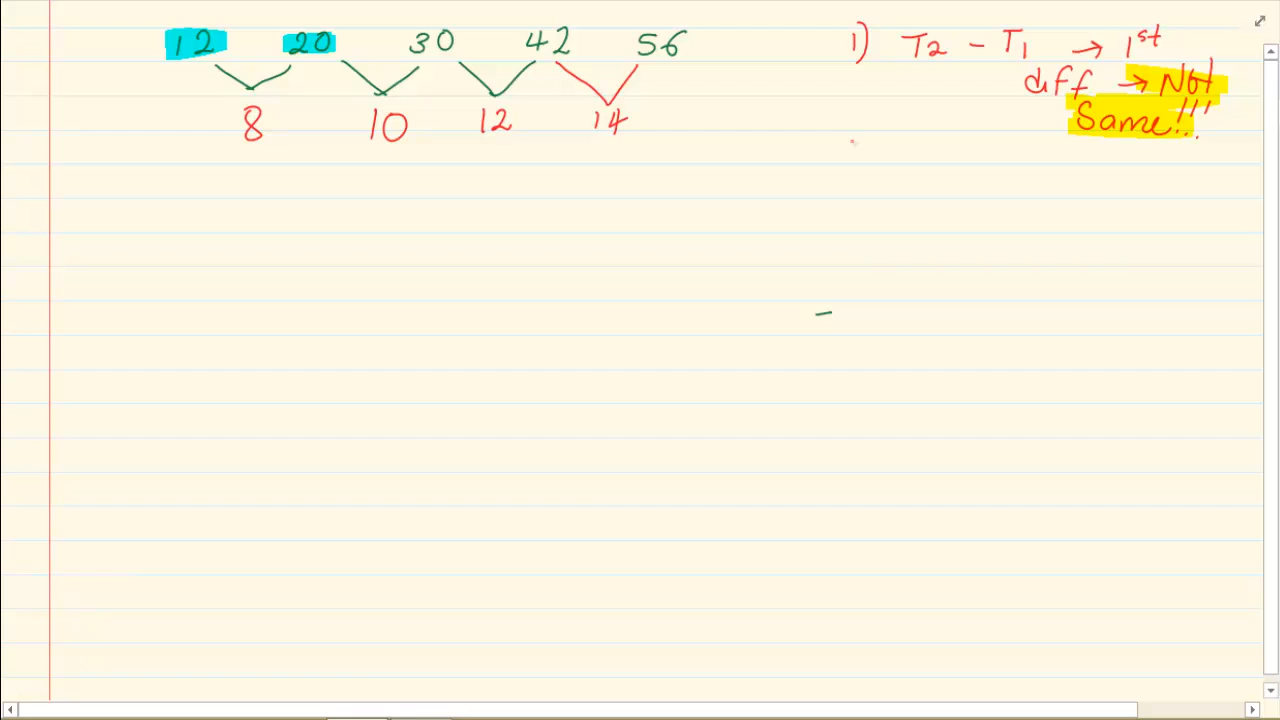 12 20 30 42 56
8 10 12 14
1) T2 - T1 → 1st
diff → Not
Same!!!
-